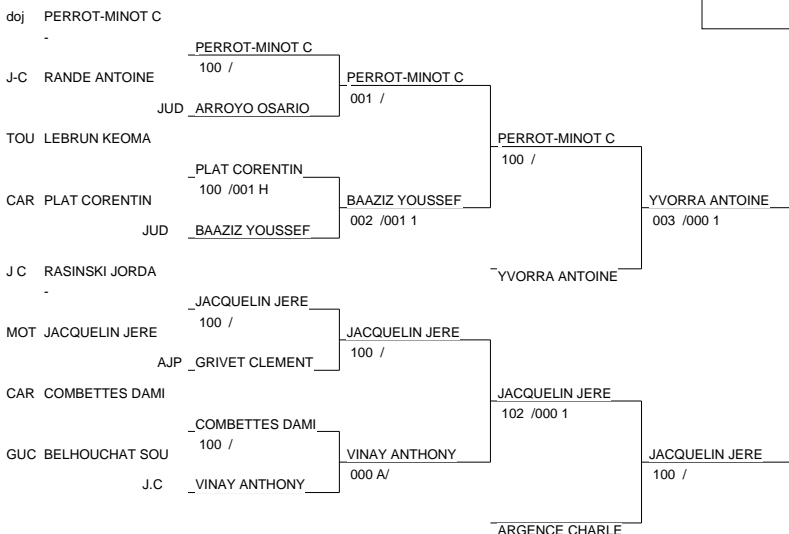 doj PERROT-MINOT C
-
PERROT-MINOT C
100 /
J-C RANDE ANTOINE
PERROT-MINOT C
001 /
JUD ARROYO OSARIO
TOU LEBRUN KEOMA
PERROT-MINOT C
100 /
PLAT CORENTIN
100 /001 H
CAR PLAT CORENTIN
BAAZIZ YOUSSEF
002 /001 1
YVORRA ANTOINE
003 /000 1
JUD BAAZIZ YOUSSEF
J C RASINSKI JORDA
-
YVORRA ANTOINE
JACQUELIN JERE
100 /
MOT JACQUELIN JERE
JACQUELIN JERE
100 /
AJP GRIVET CLEMENT
CAR COMBETTES DAMI
JACQUELIN JERE
102 /000 1
COMBETTES DAMI
100 /
GUC BELHOUCHAT SOU
VINAY ANTHONY
000 A/
JACQUELIN JERE
100 /
J.C VINAY ANTHONY
ARGENCE CHARLE